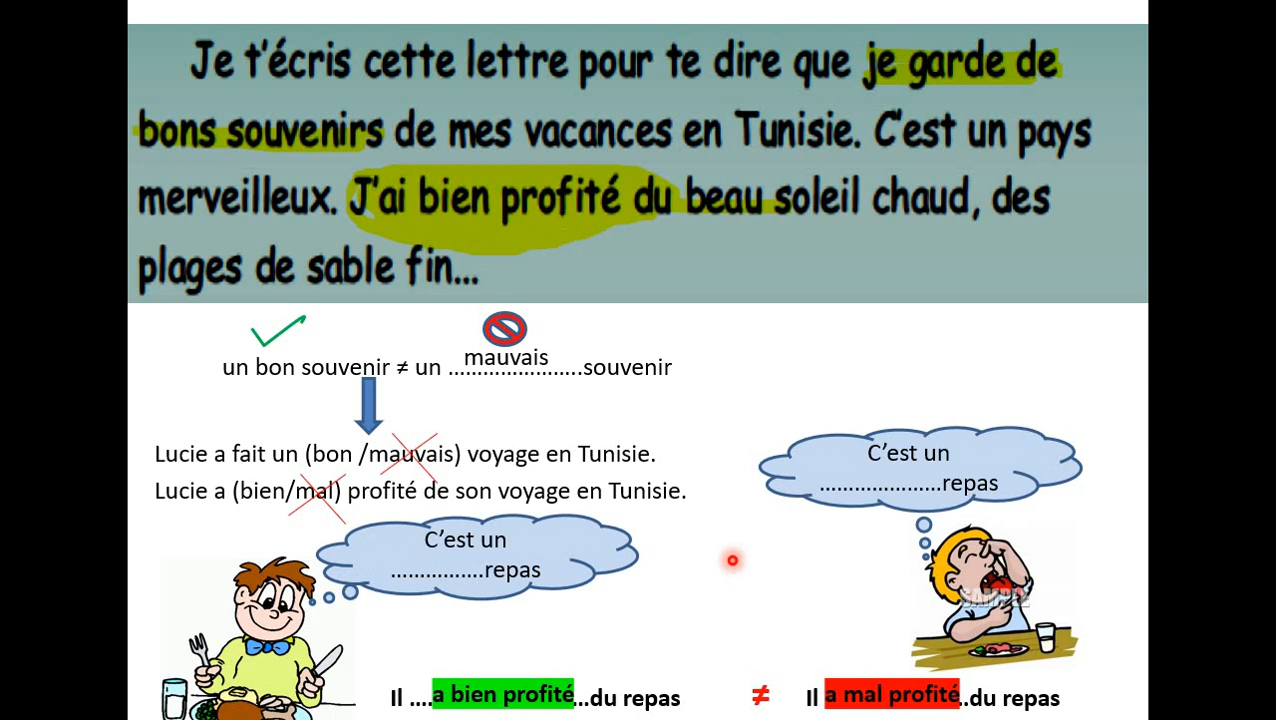 Je t'écris cette lettre pour te dire que je garde de
bons souvenirs de mes vacances en Tunisie. C'est un pays
merveilleux. J'ai bien profité du beau soleil chaud, des
plages de sable fin...
un bon souvenir ≠ un ......mauvais......souvenir
Lucie a fait un (bon /mauvais) voyage en Tunisie.
Lucie a (bien/mal) profité de son voyage en Tunisie.
C'est un
.....................repas
C'est un
................repas
SAMPLE
Il ....a bien profité...du repas ≠ Il a mal profité..du repas